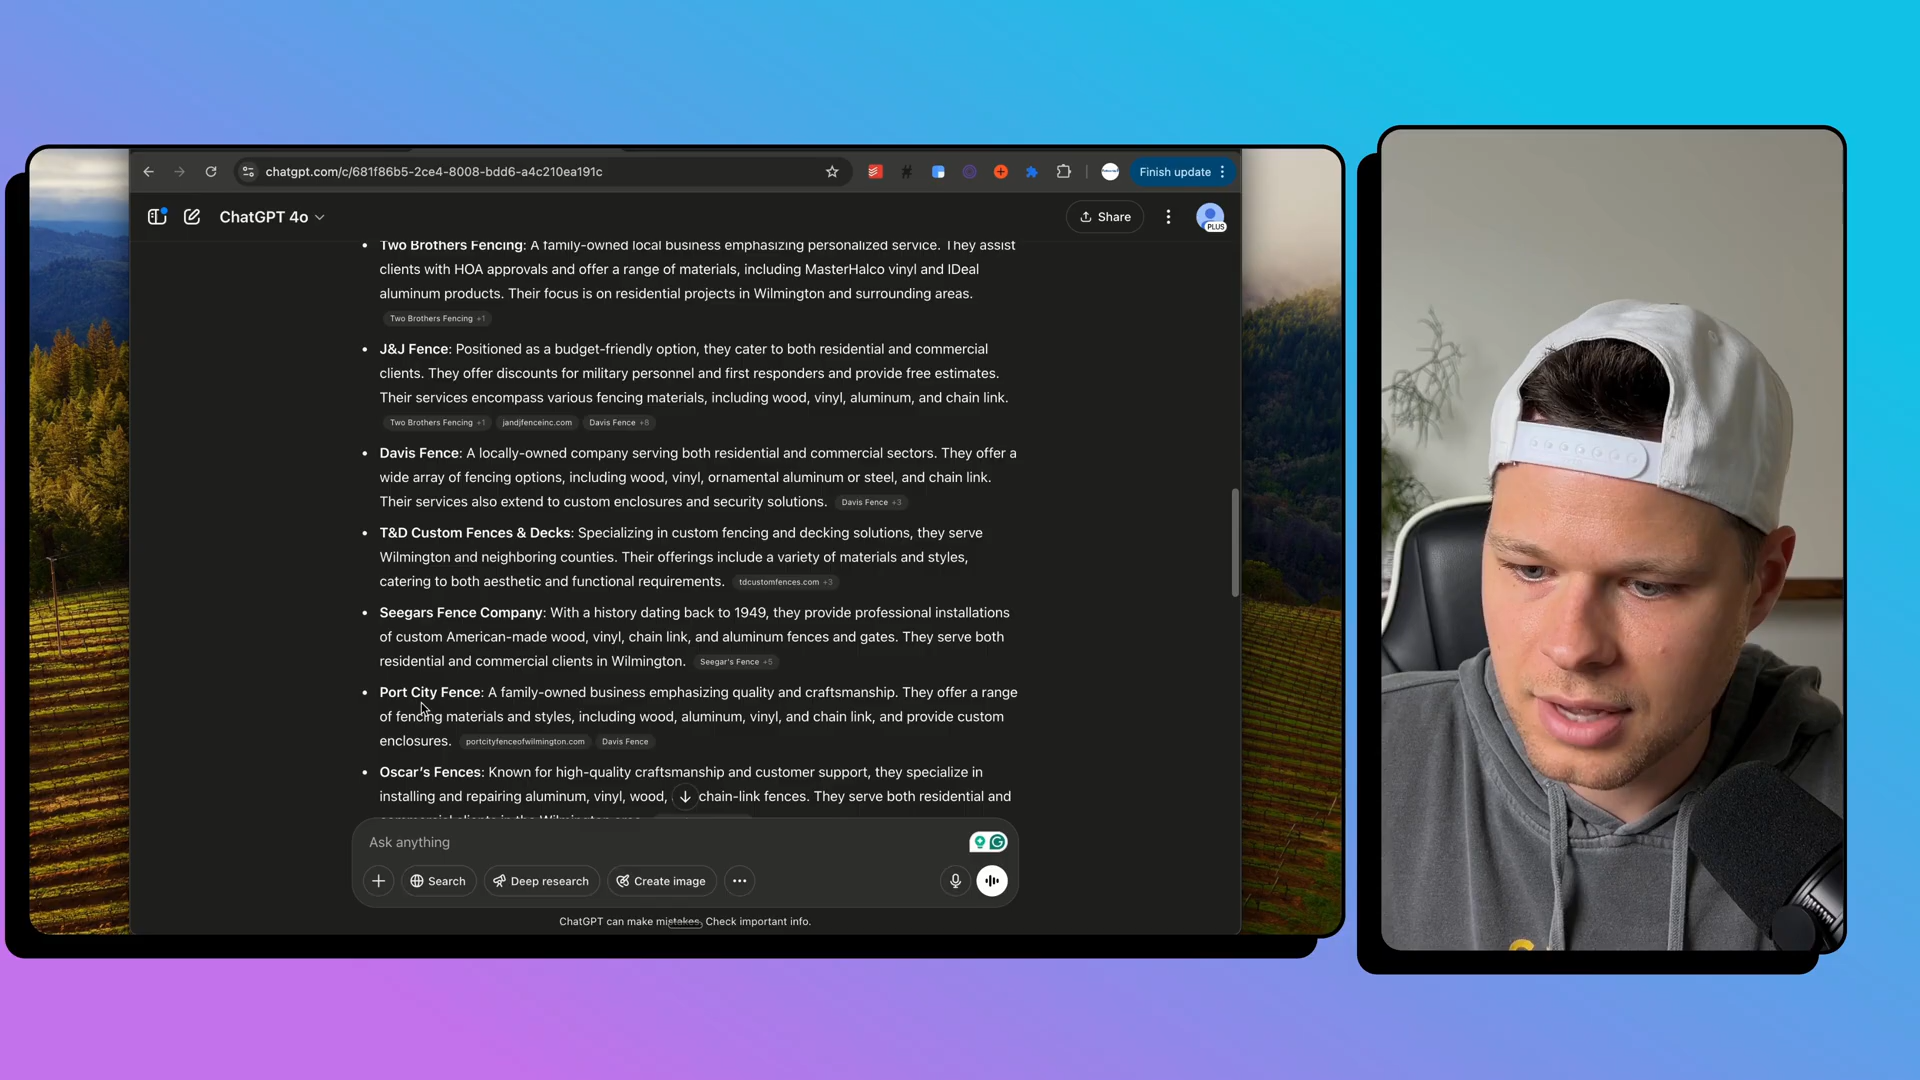 chatgpt.com/c/681f86b5-2ce4-8008-bdd6-a4c210ea191c
Finish update
ChatGPT 4o
Share
PLUS
• Two Brothers Fencing: A family-owned local business emphasizing personalized service. They assist
clients with HOA approvals and offer a range of materials, including MasterHalco vinyl and IDeal
aluminum products. Their focus is on residential projects in Wilmington and surrounding areas.
Two Brothers Fencing +1
• J&J Fence: Positioned as a budget-friendly option, they cater to both residential and commercial
clients. They offer discounts for military personnel and first responders and provide free estimates.
Their services encompass various fencing materials, including wood, vinyl, aluminum, and chain link.
Two Brothers Fencing +1 jandjfenceinc.com Davis Fence +8
• Davis Fence: A locally-owned company serving both residential and commercial sectors. They offer a
wide array of fencing options, including wood, vinyl, ornamental aluminum or steel, and chain link.
Their services also extend to custom enclosures and security solutions. Davis Fence +3
• T&D Custom Fences & Decks: Specializing in custom fencing and decking solutions, they serve
Wilmington and neighboring counties. Their offerings include a variety of materials and styles,
catering to both aesthetic and functional requirements. tdcustomfences.com +3
• Seegars Fence Company: With a history dating back to 1949, they provide professional installations
of custom American-made wood, vinyl, chain link, and aluminum fences and gates. They serve both
residential and commercial clients in Wilmington. Seegar's Fence +5
• Port City Fence: A family-owned business emphasizing quality and craftsmanship. They offer a range
of fencing materials and styles, including wood, aluminum, vinyl, and chain link, and provide custom
enclosures. portcityfenceofwilmington.com Davis Fence
• Oscar's Fences: Known for high-quality craftsmanship and customer support, they specialize in
installing and repairing aluminum, vinyl, wood, chain-link fences. They serve both residential and
Ask anything
Search Deep research Create image
ChatGPT can make mistakes. Check important info.